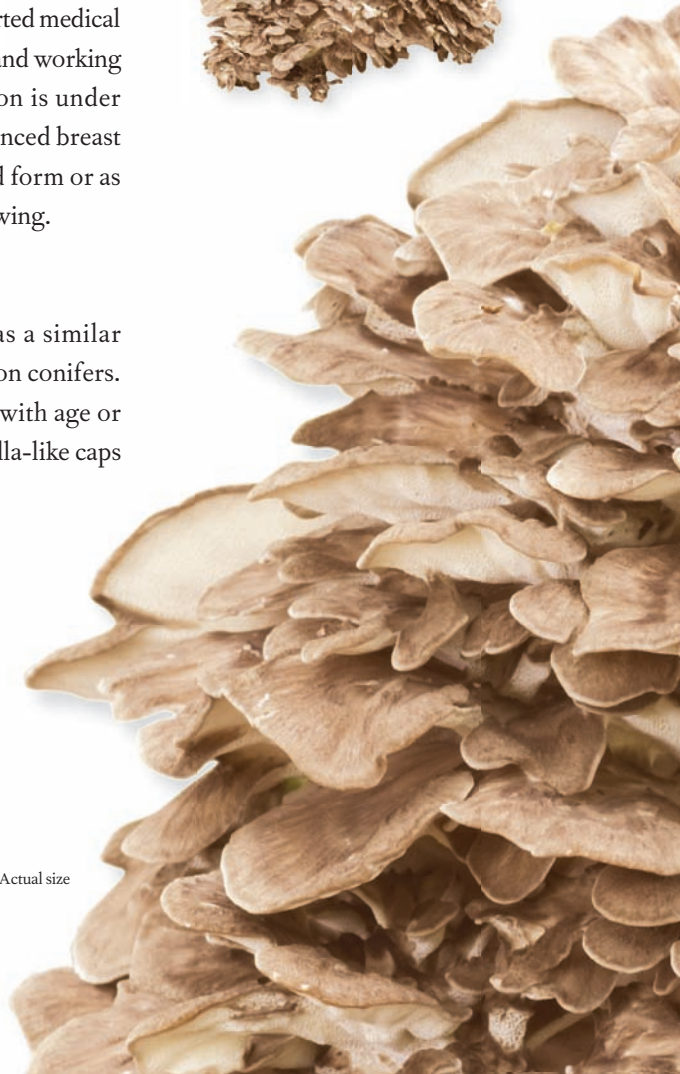 rted medical
nd working
on is under
nced breast
form or as
wing.
as a similar
on conifers.
with age or
lla-like caps
Actual size